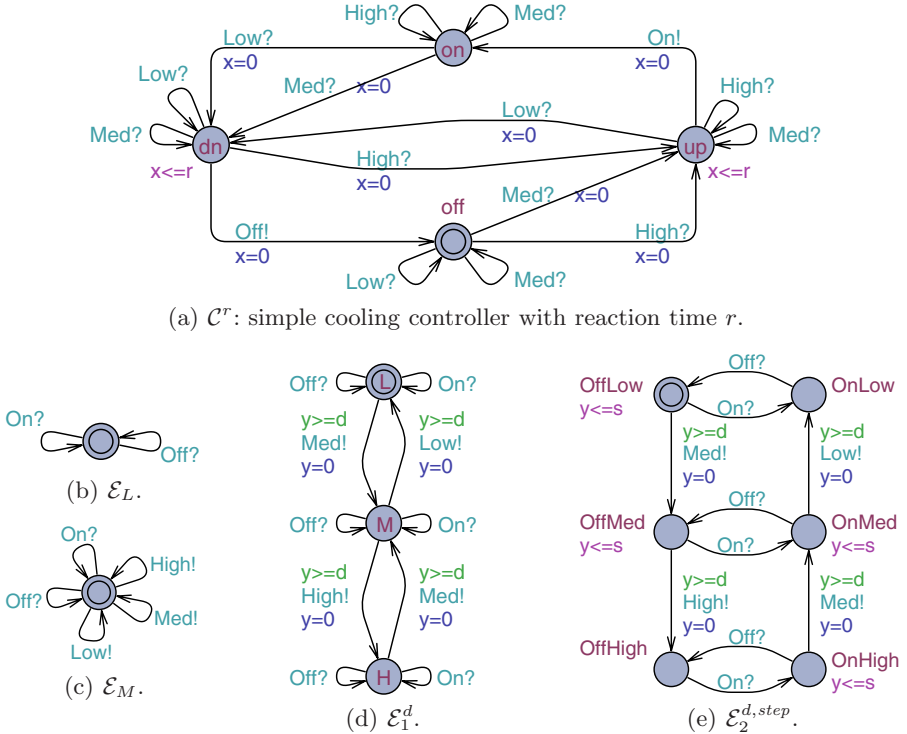 High?
Med?
Low?
x=0
on
On!
x=0
Low?
Med?
x=0
High?
Med?
dn
Low?
x=0
up
Med?
x<=r
High?
x=0
x<=r
off
Med?
x=0
Off!
x=0
High?
x=0
Low?
Med?
(a) 𝒞ʳ: simple cooling controller with reaction time r.
On?
Off?
(b) ℰ_L.
On?
High!
Off?
Med!
Low!
(c) ℰ_M.
Off?
L
On?
y>=d
Med!
y=0
y>=d
Low!
y=0
Off?
M
On?
y>=d
High!
y=0
y>=d
Med!
y=0
Off?
H
On?
(d) ℰ₁ᵈ.
Off?
OffLow
y<=s
On?
OnLow
y>=d
Med!
y=0
y>=d
Low!
y=0
Off?
OffMed
y<=s
On?
OnMed
y<=s
y>=d
High!
y=0
y>=d
Med!
y=0
Off?
OffHigh
On?
OnHigh
y<=s
(e) ℰ₂^{d,step}.